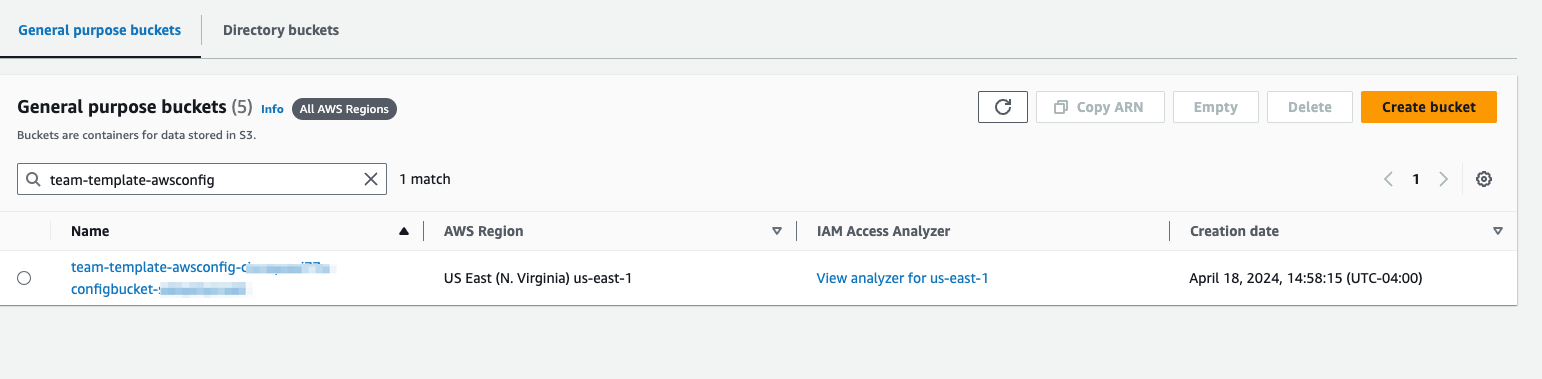 General purpose buckets
Directory buckets
General purpose buckets (5) Info All AWS Regions
Copy ARN
Empty
Delete
Create bucket
Buckets are containers for data stored in S3.
team-template-awsconfig
1 match
1
Name
AWS Region
IAM Access Analyzer
Creation date
team-template-awsconfig-
configbucket-
US East (N. Virginia) us-east-1
View analyzer for us-east-1
April 18, 2024, 14:58:15 (UTC-04:00)